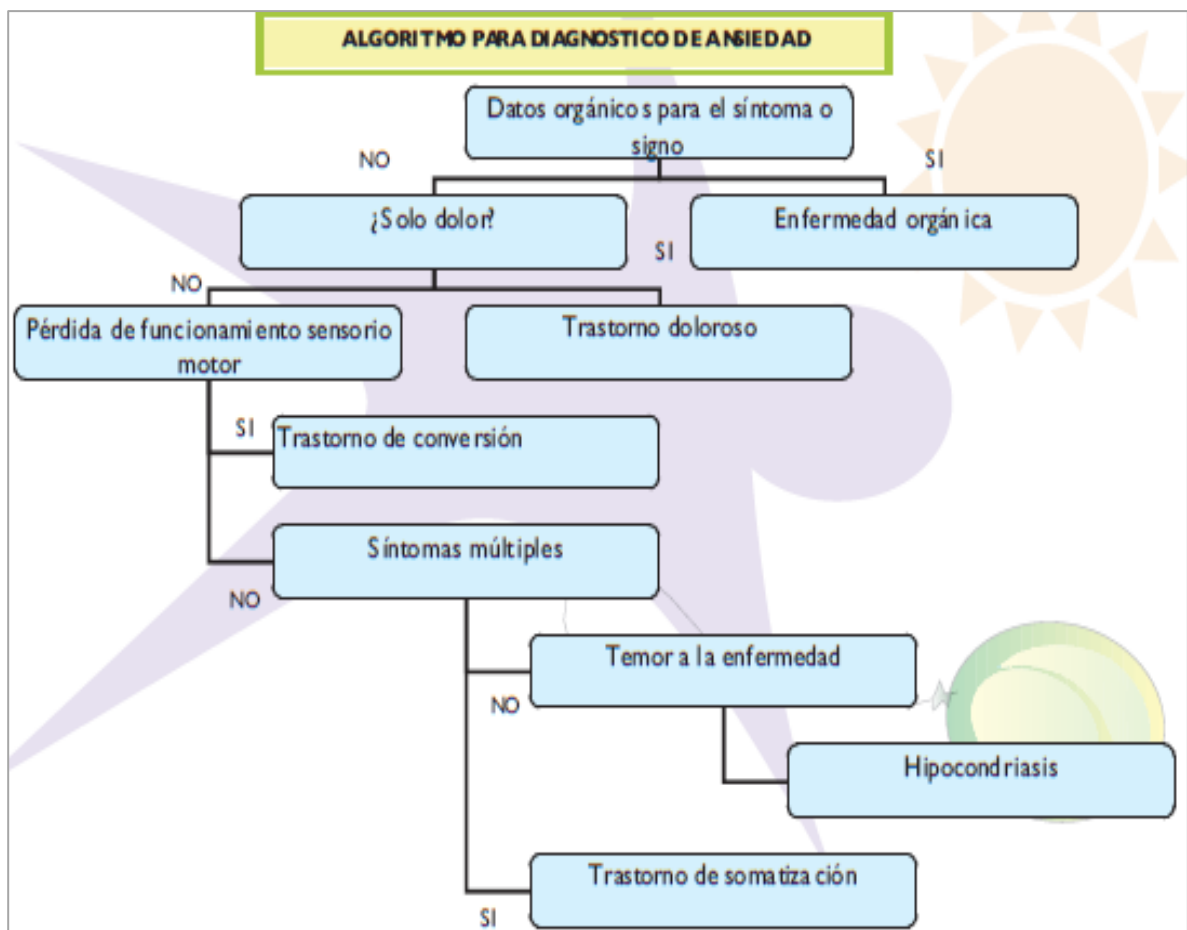 ALGORITMO PARA DIAGNOSTICO DE ANSIEDAD
Datos orgánicos para el síntoma o
signo
NO
SI
¿Solo dolor?
Enfermedad orgánica
SI
NO
Pérdida de funcionamiento sensorio
motor
Trastorno doloroso
SI
Trastorno de conversión
Síntomas múltiples
NO
Temor a la enfermedad
NO
Hipocondriasis
Trastorno de somatización
SI